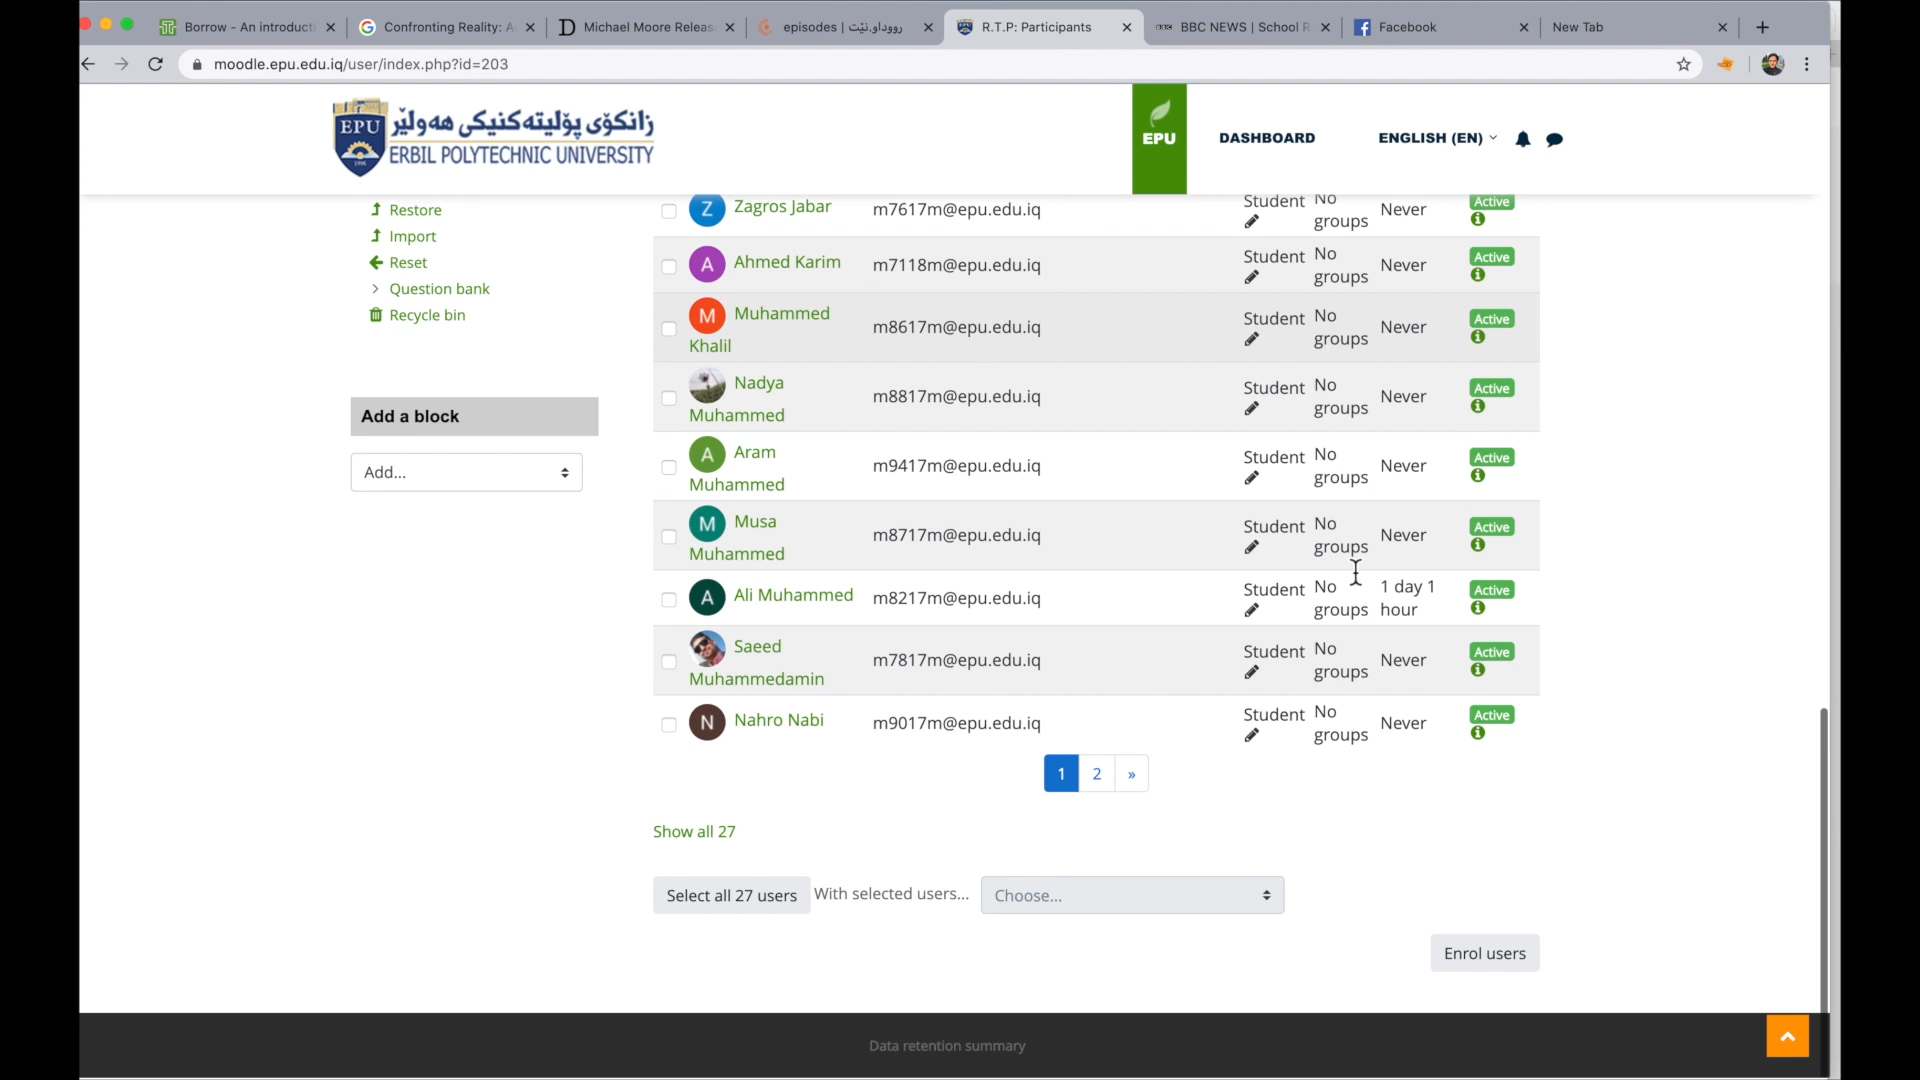 Borrow - An introducti
Confronting Reality: A
Michael Moore Releas
episodes | رووداو.نێت
R.T.P: Participants
BBC NEWS | School R
Facebook
New Tab
moodle.epu.edu.iq/user/index.php?id=203
EPU
1996
زانکۆی پۆلیتەکنیکی هەولێر
ERBIL POLYTECHNIC UNIVERSITY
EPU
DASHBOARD
ENGLISH (EN)
Restore
Import
Reset
Question bank
Recycle bin
Add a block
Add...
Z Zagros Jabar m7617m@epu.edu.iq Student No groups Never Active
A Ahmed Karim m7118m@epu.edu.iq Student No groups Never Active
M Muhammed Khalil m8617m@epu.edu.iq Student No groups Never Active
Nadya Muhammed m8817m@epu.edu.iq Student No groups Never Active
A Aram Muhammed m9417m@epu.edu.iq Student No groups Never Active
M Musa Muhammed m8717m@epu.edu.iq Student No groups Never Active
A Ali Muhammed m8217m@epu.edu.iq Student No groups 1 day 1 hour Active
Saeed Muhammedamin m7817m@epu.edu.iq Student No groups Never Active
N Nahro Nabi m9017m@epu.edu.iq Student No groups Never Active
1 2 »
Show all 27
Select all 27 users With selected users... Choose...
Enrol users
Data retention summary